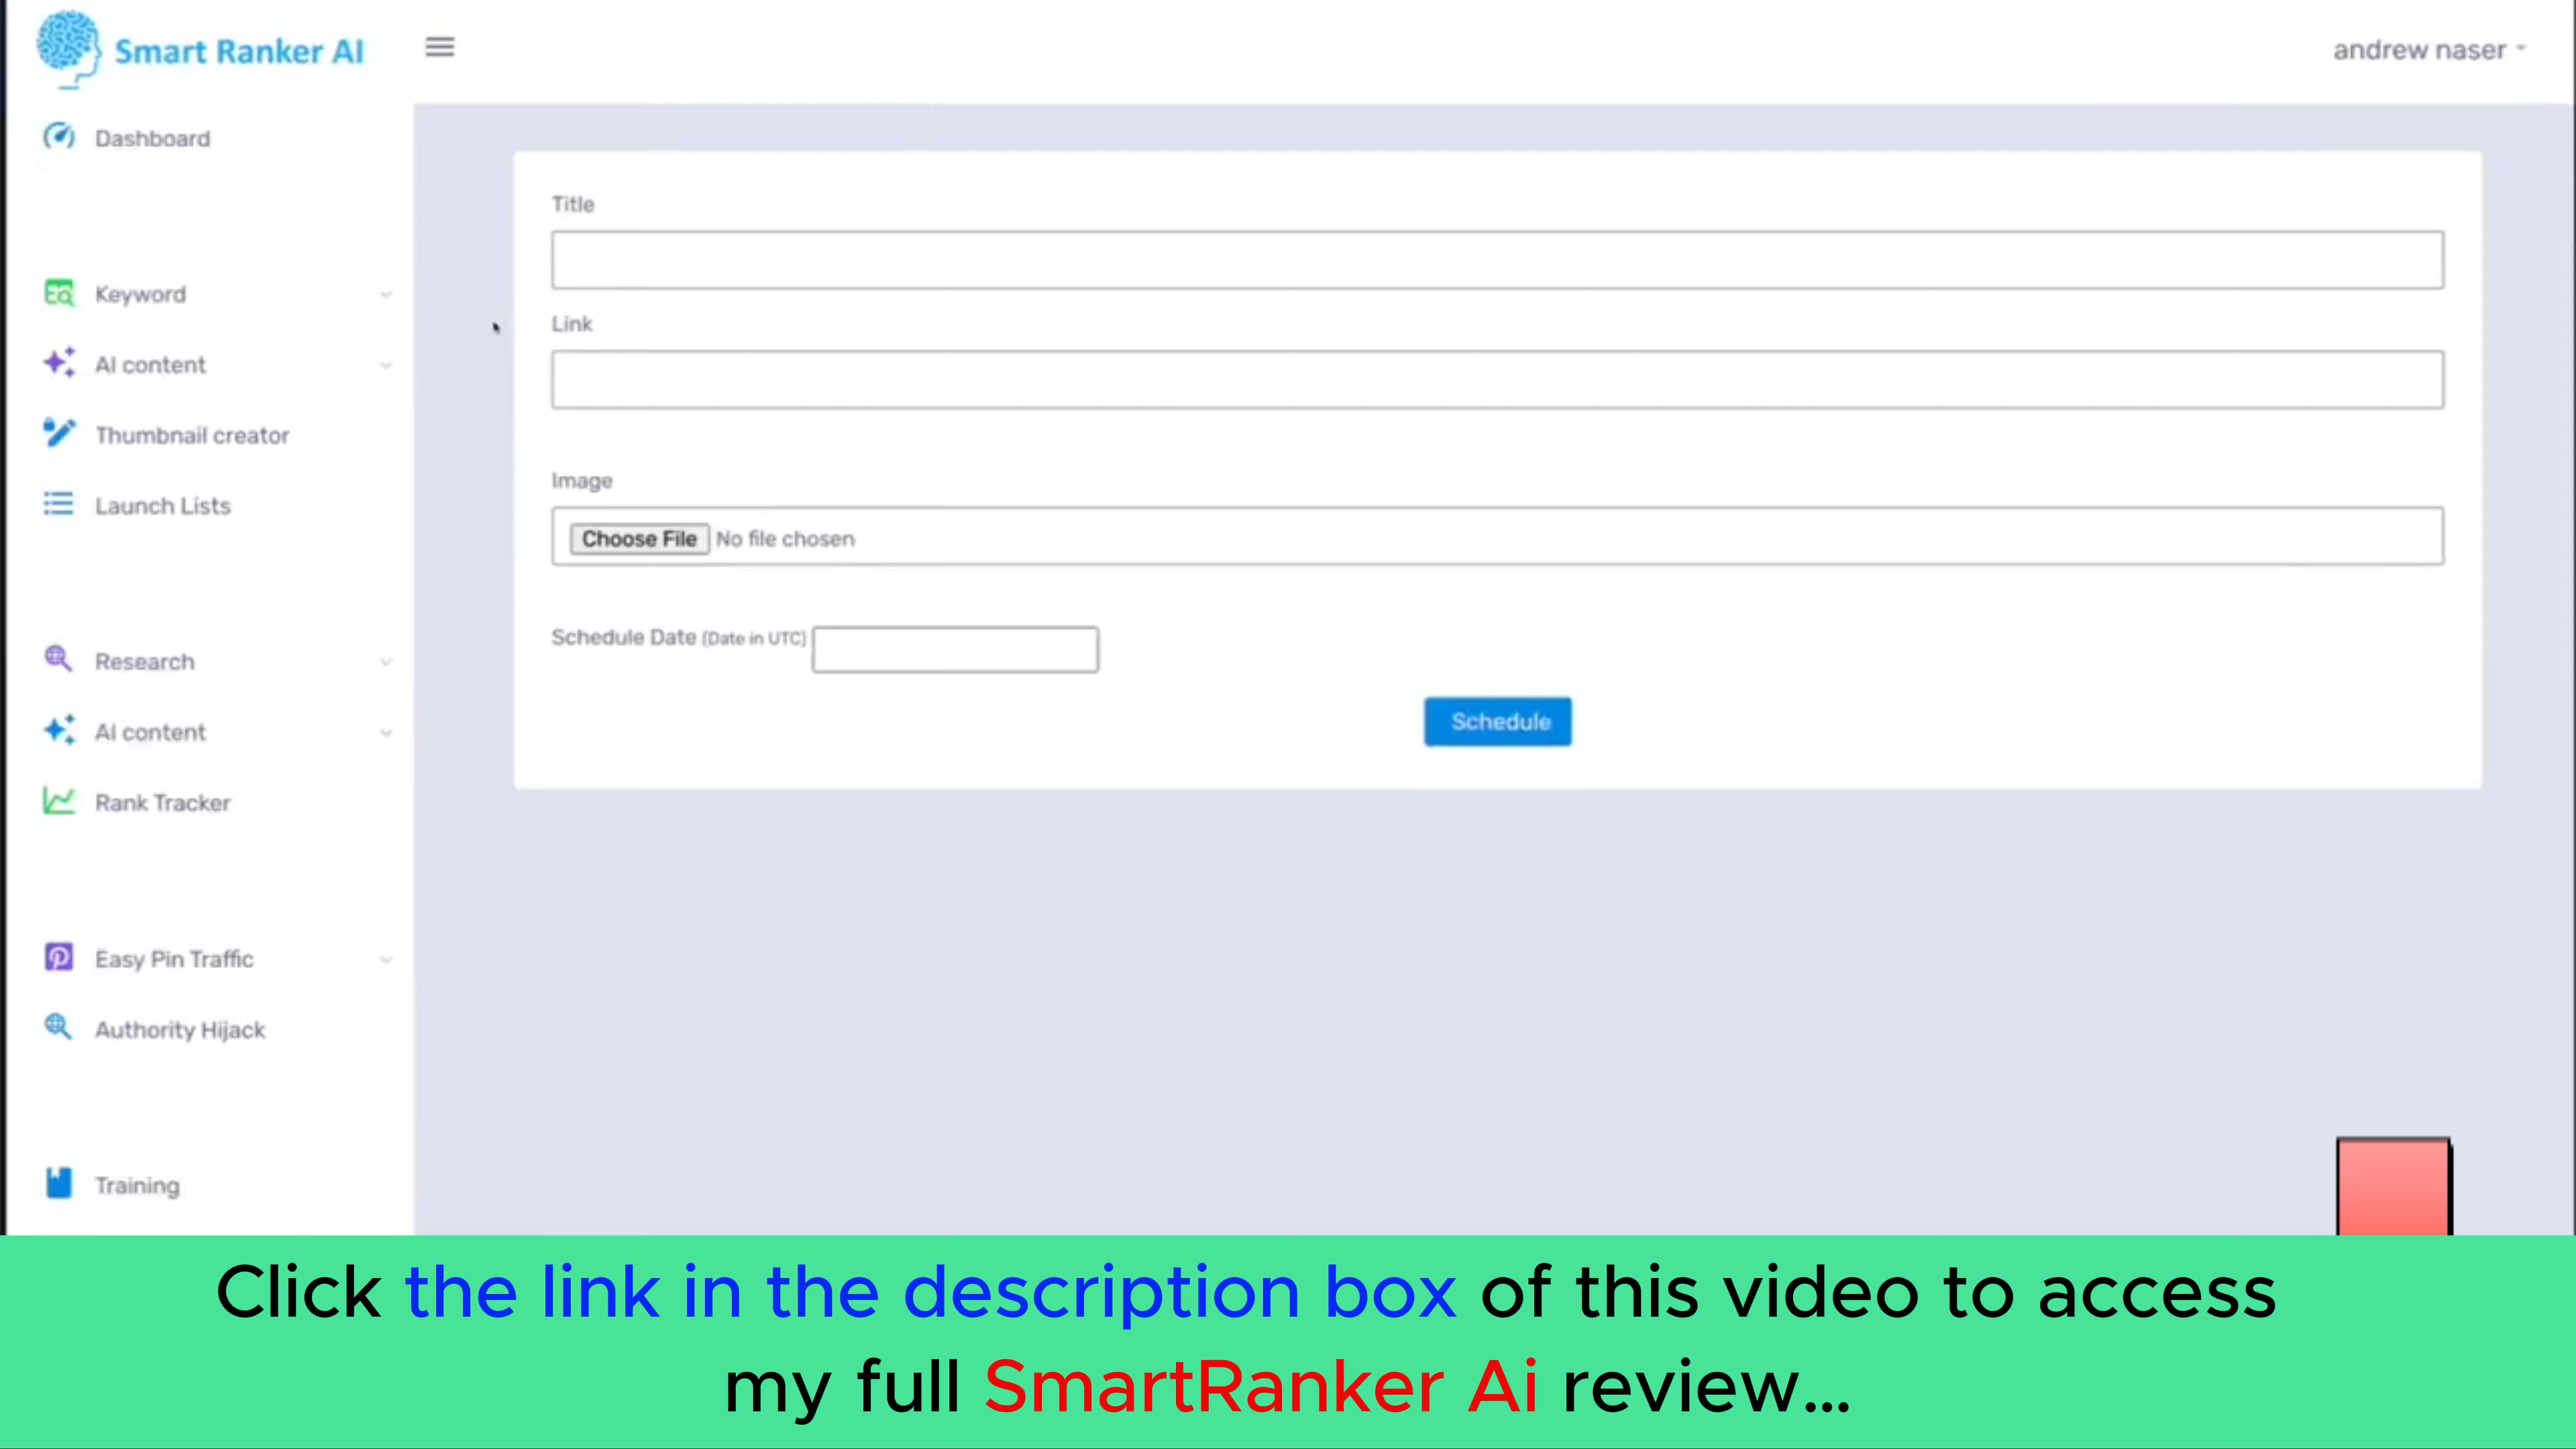 Smart Ranker AI
andrew naser
Dashboard
Keyword
AI content
Thumbnail creator
Launch Lists
Research
AI content
Rank Tracker
Easy Pin Traffic
Authority Hijack
Training
Title
Link
Image
Choose File No file chosen
Schedule Date (Date in UTC)
Schedule
Click the link in the description box of this video to access
my full SmartRanker Ai review...